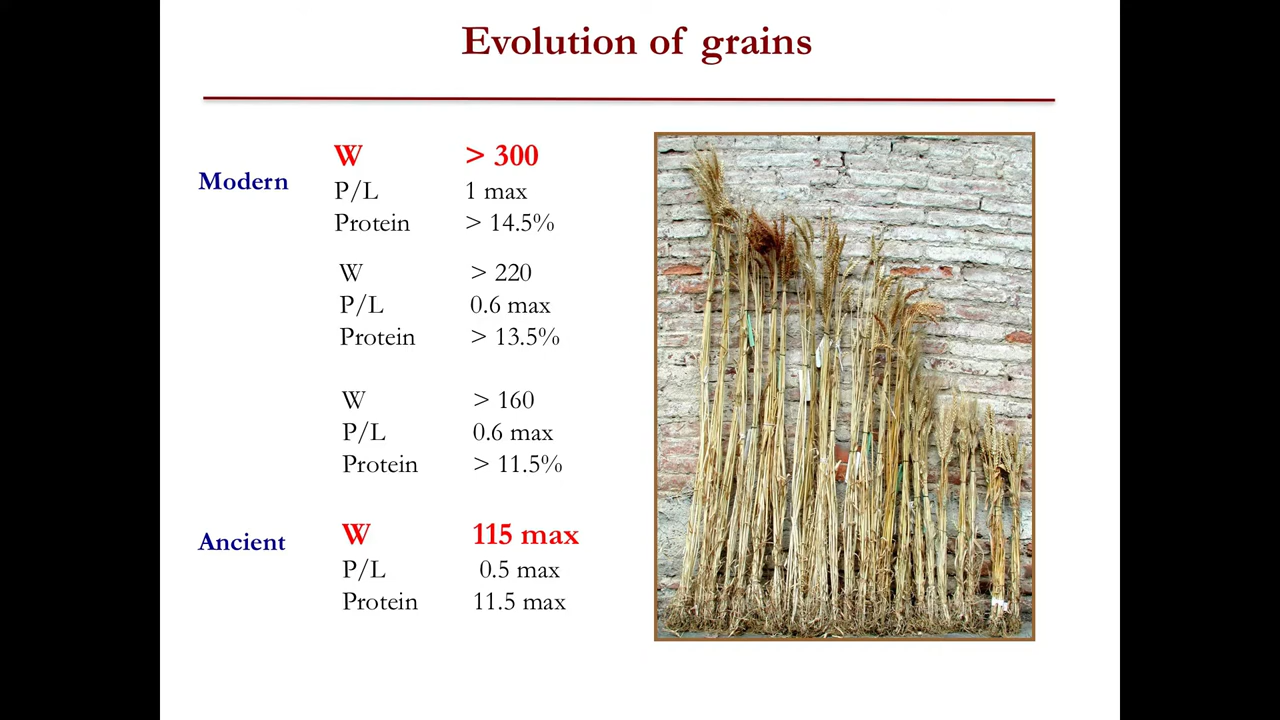 Evolution of grains
Modern
W > 300
P/L 1 max
Protein > 14.5%
W > 220
P/L 0.6 max
Protein > 13.5%
W > 160
P/L 0.6 max
Protein > 11.5%
Ancient
W 115 max
P/L 0.5 max
Protein 11.5 max